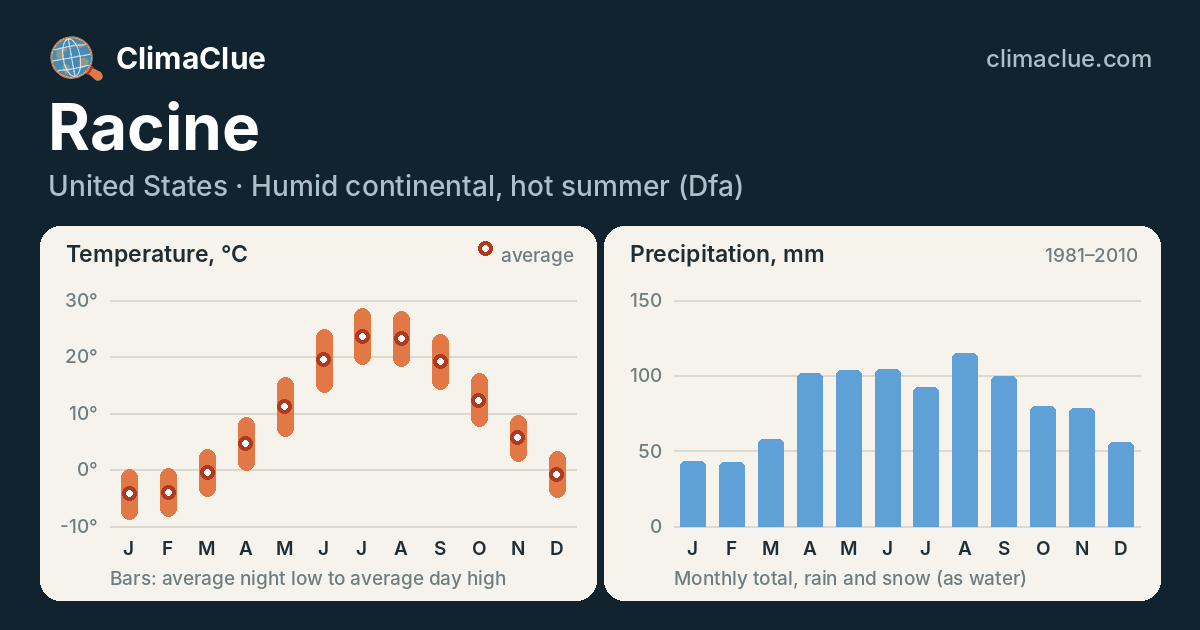 ClimaClue
climaclue.com
Racine
United States · Humid continental, hot summer (Dfa)
Temperature, °C
average
30°
20°
10°
0°
-10°
J F M A M J J A S O N D
Bars: average night low to average day high
Precipitation, mm
1981–2010
150
100
50
0
J F M A M J J A S O N D
Monthly total, rain and snow (as water)